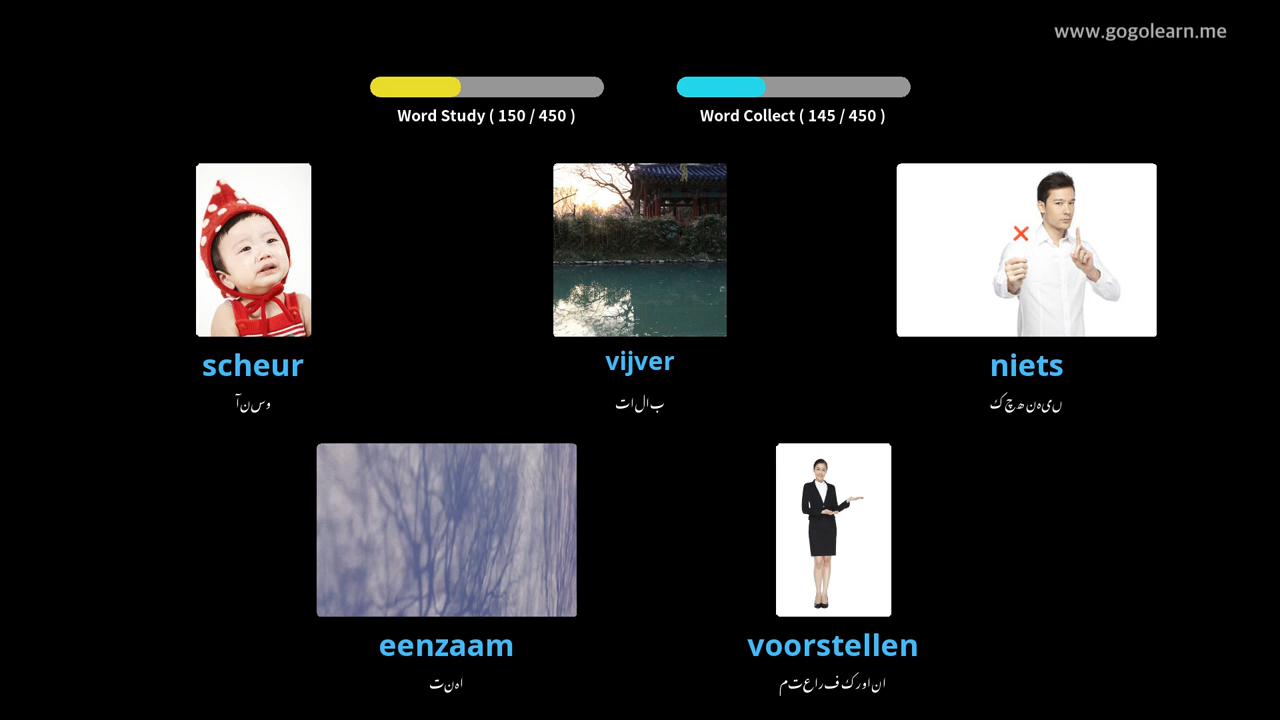 www.gogolearn.me
Word Study ( 150 / 450 )
Word Collect ( 145 / 450 )
scheur
vijver
niets
آنسو
تالاب
کچھ نہیں
eenzaam
voorstellen
تنہا
متعارف کروانا